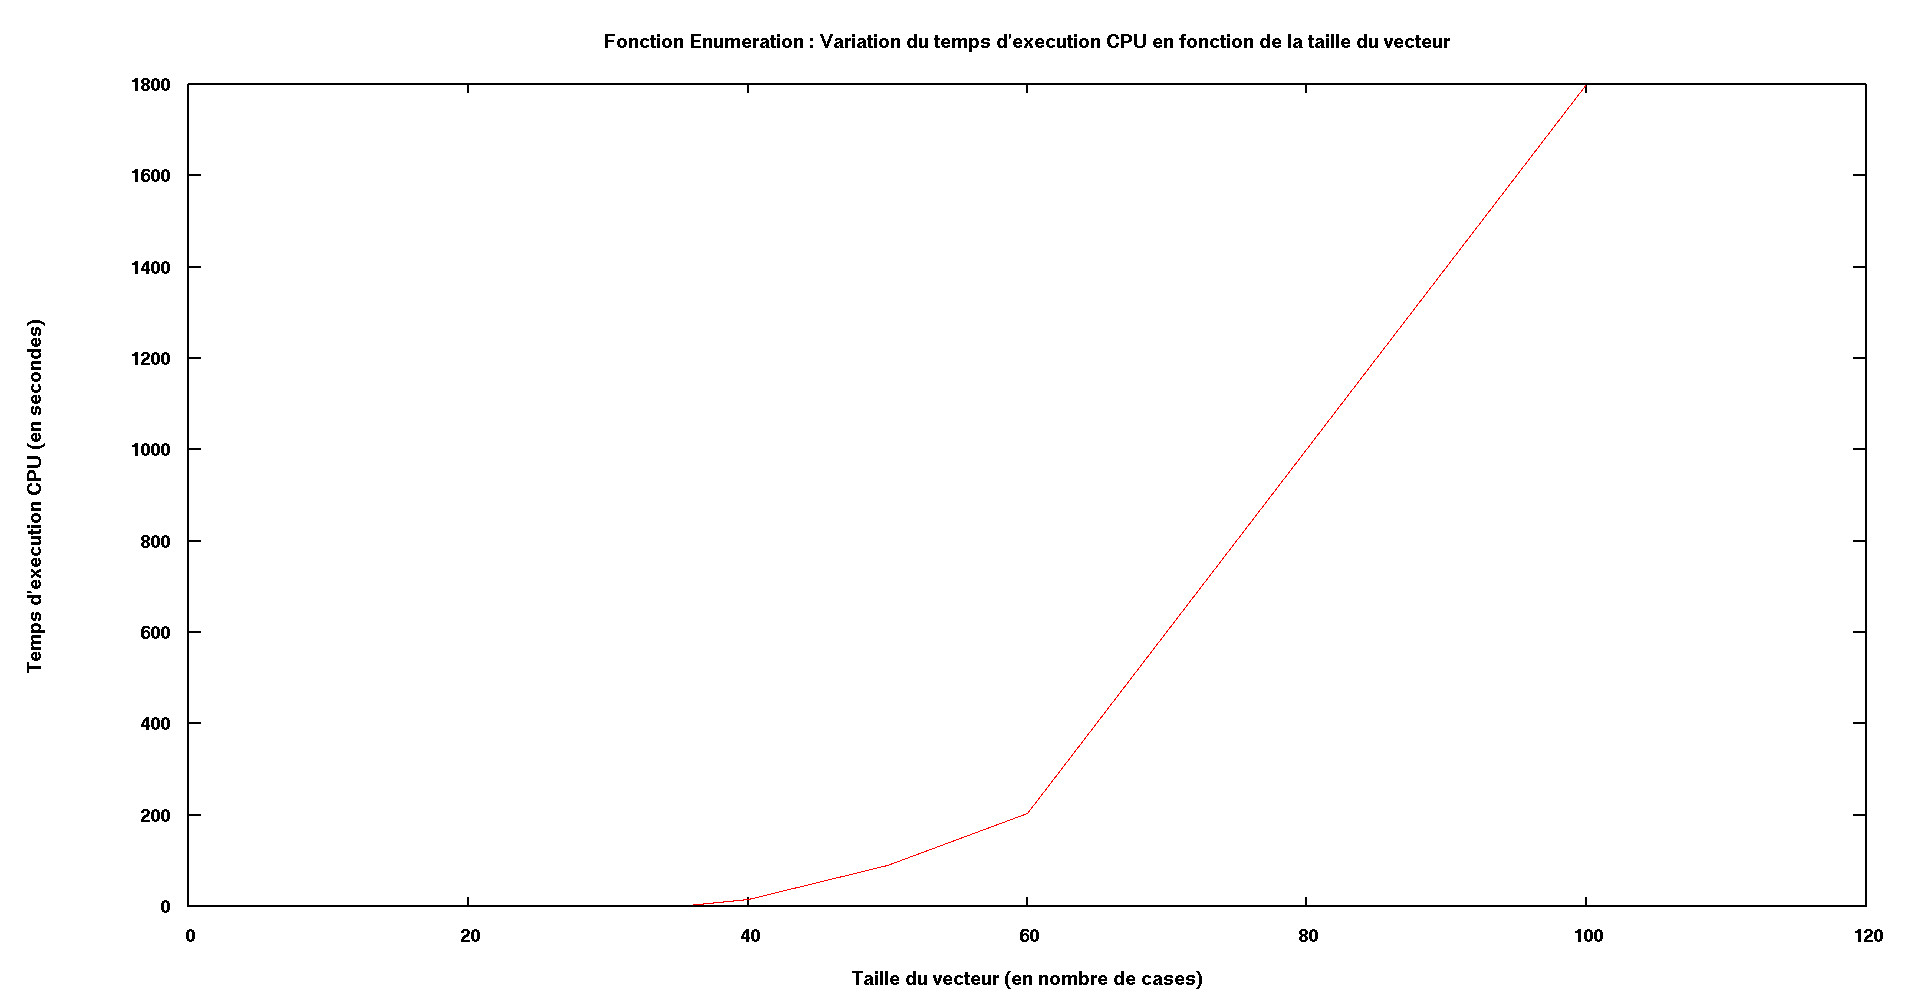 Fonction Enumeration : Variation du temps d'execution CPU en fonction de la taille du vecteur
1800
1600
1400
1200
1000
800
600
400
200
0
Temps d'execution CPU (en secondes)
0 20 40 60 80 100 120
Taille du vecteur (en nombre de cases)